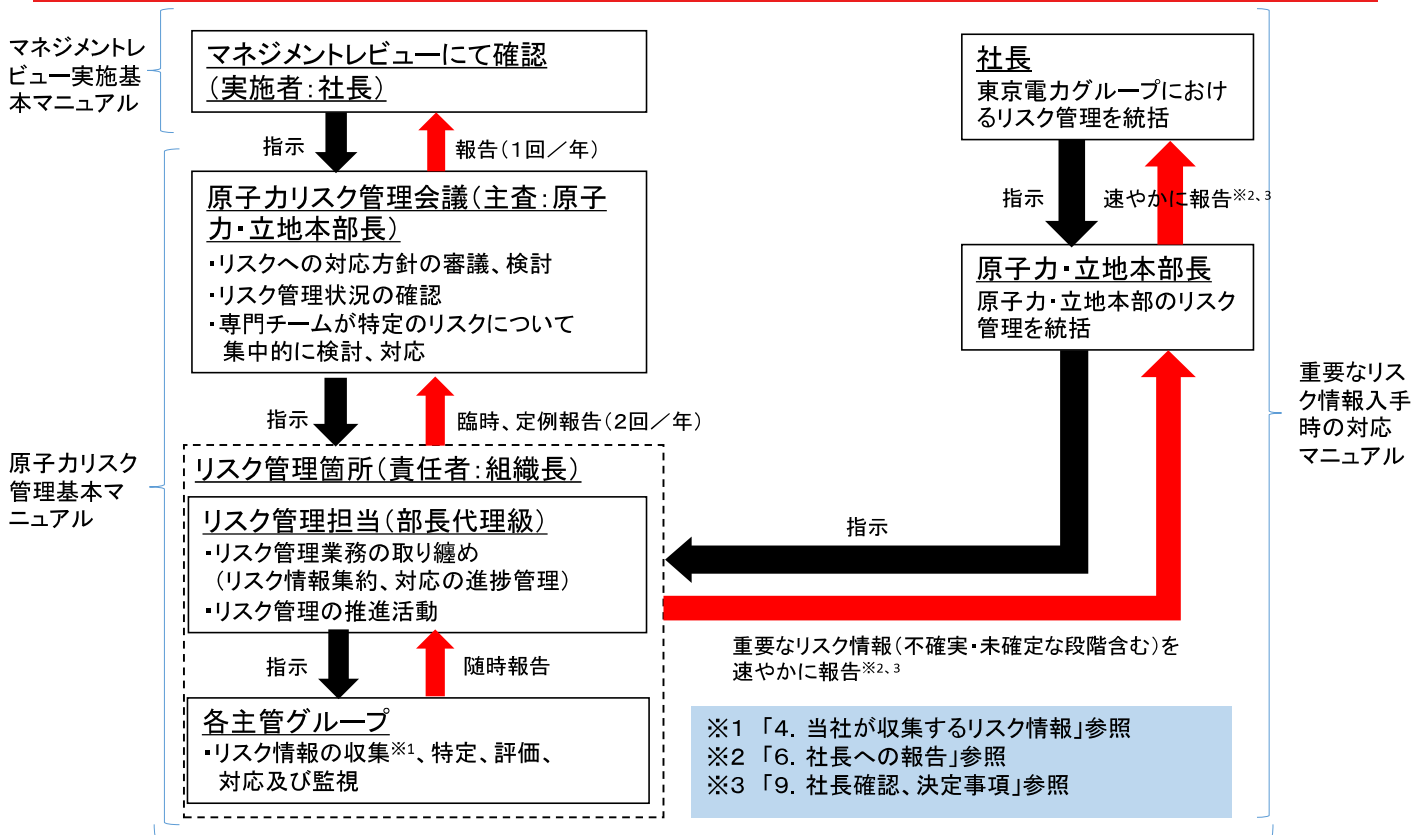 マネジメントレ
ビュー実施基
本マニュアル
マネジメントレビューにて確認
（実施者：社長）
指示
報告（１回／年）
原子力リスク管理会議（主査：原子
力・立地本部長）
・リスクへの対応方針の審議、検討
・リスク管理状況の確認
・専門チームが特定のリスクについて
集中的に検討、対応
指示
臨時、定例報告（２回／年）
原子力リスク
管理基本マ
ニュアル
リスク管理箇所（責任者：組織長）
リスク管理担当（部長代理級）
・リスク管理業務の取り纏め
（リスク情報集約、対応の進捗管理）
・リスク管理の推進活動
指示
随時報告
各主管グループ
・リスク情報の収集※1、特定、評価、
対応及び監視
社長
東京電力グループにおけ
るリスク管理を統括
指示
速やかに報告※2、3
原子力・立地本部長
原子力・立地本部のリスク
管理を統括
指示
重要なリスク情報（不確実・未確定な段階含む）を
速やかに報告※2、3
重要なリス
ク情報入手
時の対応
マニュアル
※１ 「４．当社が収集するリスク情報」参照
※２ 「６．社長への報告」参照
※３ 「９．社長確認、決定事項」参照